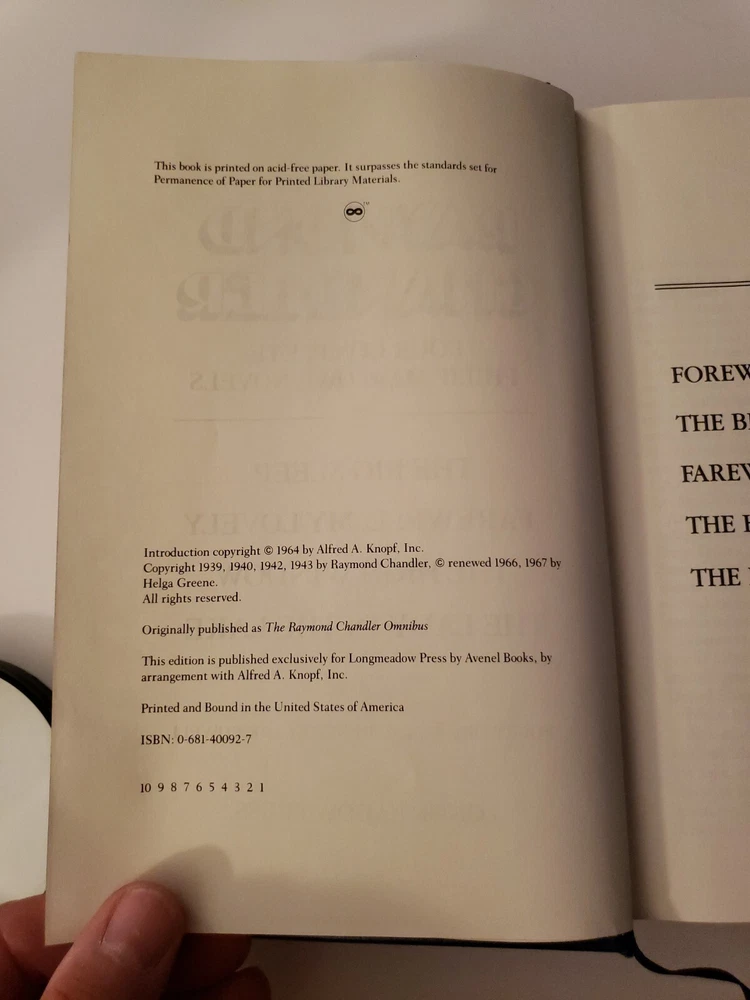 This book is printed on acid-free paper. It surpasses the standards set for
Permanence of Paper for Printed Library Materials.
∞™
Introduction copyright © 1964 by Alfred A. Knopf, Inc.
Copyright 1939, 1940, 1942, 1943 by Raymond Chandler, © renewed 1966, 1967 by
Helga Greene.
All rights reserved.
Originally published as The Raymond Chandler Omnibus
This edition is published exclusively for Longmeadow Press by Avenel Books, by
arrangement with Alfred A. Knopf, Inc.
Printed and Bound in the United States of America
ISBN: 0-681-40092-7
10 9 8 7 6 5 4 3 2 1
FOREW
THE B
FAREW
THE
THE